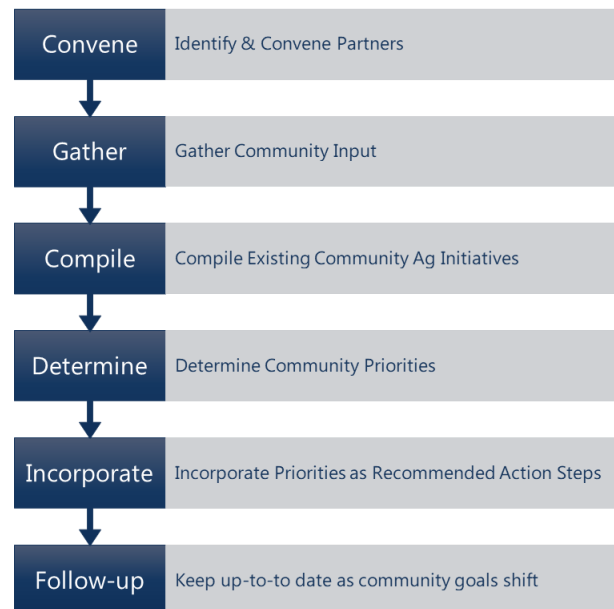 Convene
Identify & Convene Partners
Gather
Gather Community Input
Compile
Compile Existing Community Ag Initiatives
Determine
Determine Community Priorities
Incorporate
Incorporate Priorities as Recommended Action Steps
Follow-up
Keep up-to-to date as community goals shift